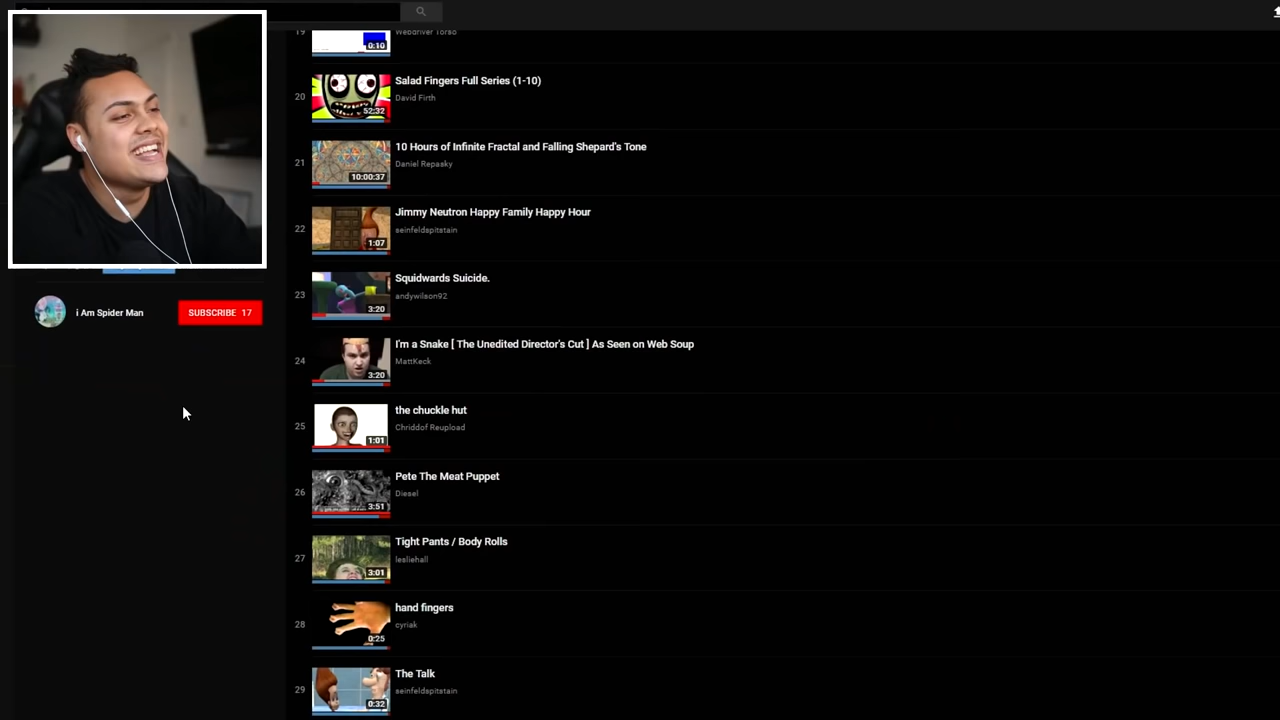 19
Webdriver Torso
0:10
20
Salad Fingers Full Series (1-10)
David Firth
52:32
21
10 Hours of Infinite Fractal and Falling Shepard's Tone
Daniel Repasky
10:00:37
22
Jimmy Neutron Happy Family Happy Hour
seinfeldspitstain
1:07
23
Squidwards Suicide.
andywilson92
3:20
i Am Spider Man
SUBSCRIBE 17
24
I'm a Snake [ The Unedited Director's Cut ] As Seen on Web Soup
MattKeck
3:20
25
the chuckle hut
Chriddof Reupload
1:01
26
Pete The Meat Puppet
Diesel
3:51
27
Tight Pants / Body Rolls
lesliehall
3:01
28
hand fingers
cyriak
0:25
29
The Talk
seinfeldspitstain
0:32